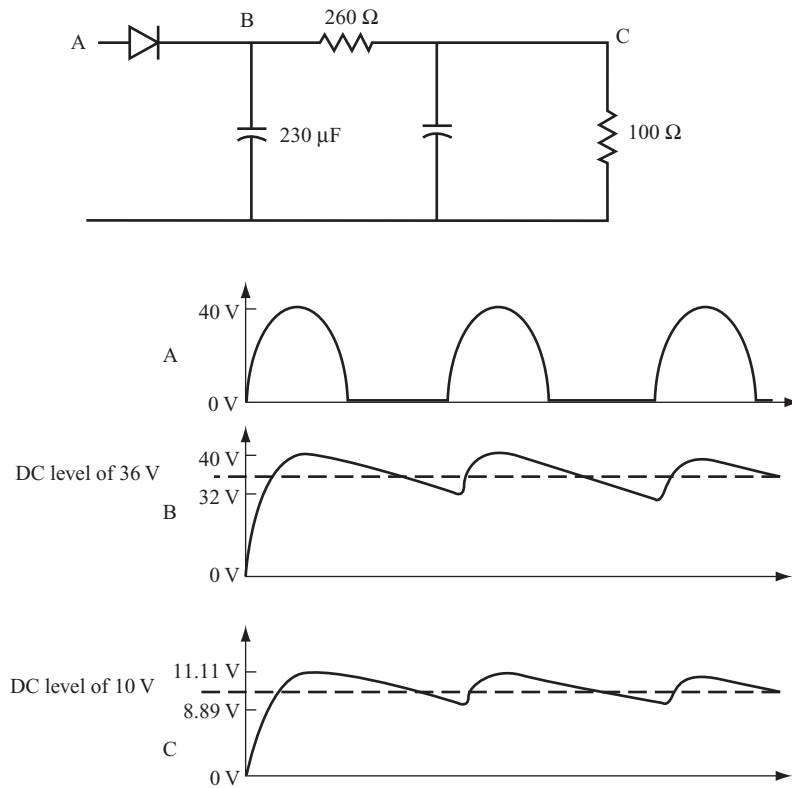 260 Ω
B
A
C
230 µF
100 Ω
40 V
A
0 V
40 V
DC level of 36 V
32 V
B
0 V
11.11 V
DC level of 10 V
8.89 V
C
0 V